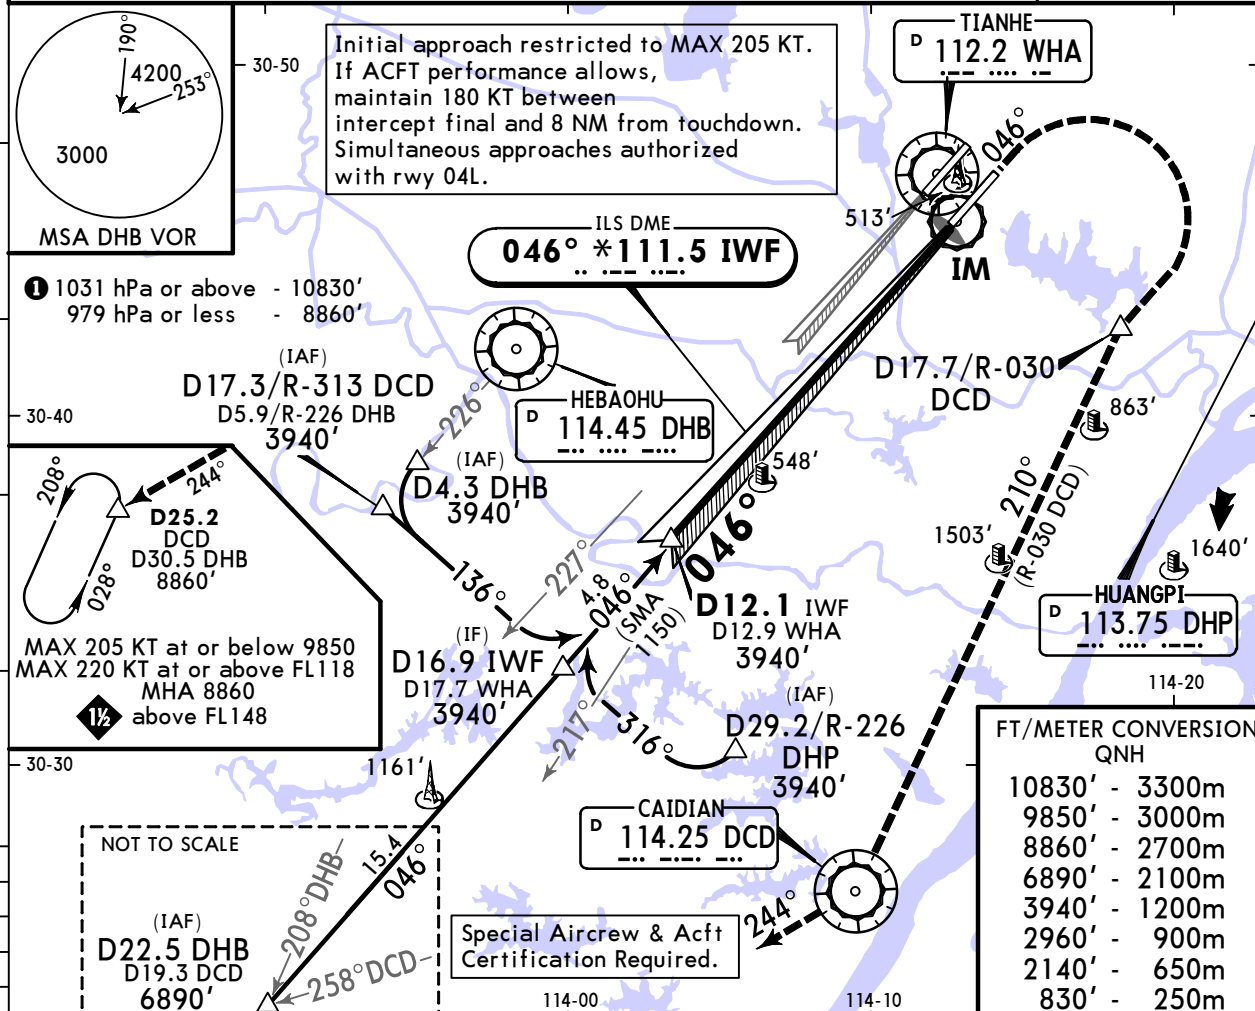 190°
4200
253°
3000
MSA DHB VOR
30-50
Initial approach restricted to MAX 205 KT.
If ACFT performance allows,
maintain 180 KT between
intercept final and 8 NM from touchdown.
Simultaneous approaches authorized
with rwy 04L.
TIANHE
D 112.2 WHA
046°
513'
IM
ILS DME
046° *111.5 IWF
1 1031 hPa or above - 10830'
979 hPa or less - 8860'
(IAF)
D17.3/R-313 DCD
D5.9/R-226 DHB
3940'
226°
HEBAOHU
D 114.45 DHB
(IAF)
D4.3 DHB
3940'
D17.7/R-030
DCD
863'
548'
30-40
208°
244°
D25.2
DCD
D30.5 DHB
8860'
028°
MAX 205 KT at or below 9850
MAX 220 KT at or above FL118
MHA 8860
1½ above FL148
136°
227°
4.8
046°
(SMA
1150)
046°
210°
(R-030 DCD)
1503'
1640'
HUANGPI
D 113.75 DHP
114-20
D12.1 IWF
D12.9 WHA
3940'
(IF)
D16.9 IWF
D17.7 WHA
3940'
217°
316°
(IAF)
D29.2/R-226
DHP
3940'
30-30
1161'
CAIDIAN
D 114.25 DCD
244°
NOT TO SCALE
15.4
046°
208°DHB
258°DCD
(IAF)
D22.5 DHB
D19.3 DCD
6890'
Special Aircrew & Acft
Certification Required.
114-00
114-10
FT/METER CONVERSION
QNH
10830' - 3300m
9850' - 3000m
8860' - 2700m
6890' - 2100m
3940' - 1200m
2960' - 900m
2140' - 650m
830' - 250m